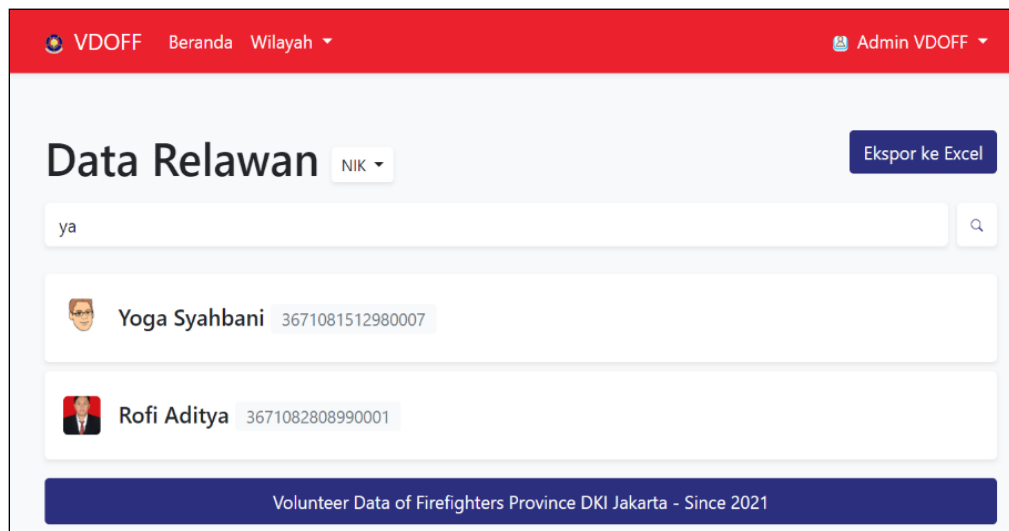 VDOFF Beranda Wilayah Admin VDOFF
Data Relawan NIK Ekspor ke Excel
ya
Yoga Syahbani 3671081512980007
Rofi Aditya 3671082808990001
Volunteer Data of Firefighters Province DKI Jakarta - Since 2021